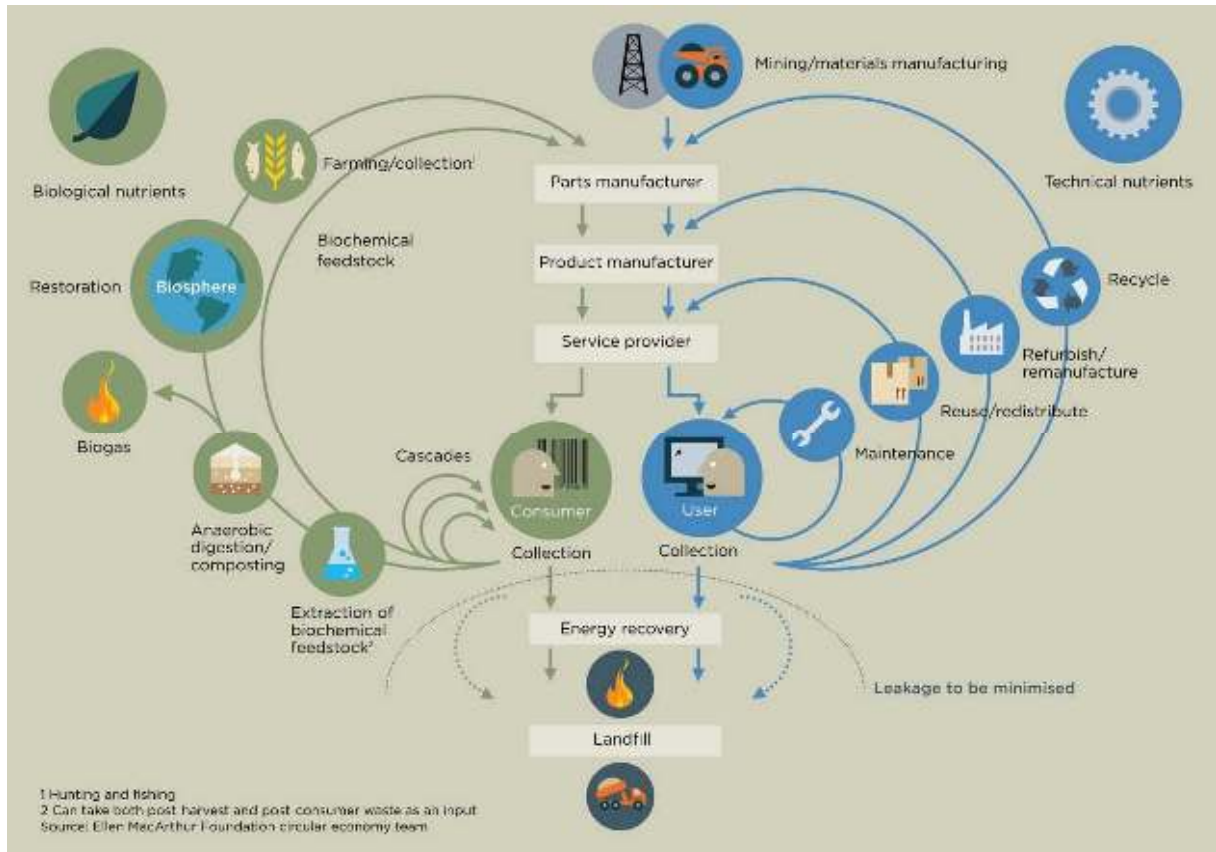 Mining/materials manufacturing
Biological nutrients
Technical nutrients
Farming/collection¹
Parts manufacturer
Biochemical
feedstock
Product manufacturer
Restoration
Biosphere
Recycle
Service provider
Refurbish/
remanufacture
Reuse/redistribute
Biogas
Cascades
Maintenance
Consumer
User
Anaerobic
digestion/
composting
Collection
Collection
Extraction of
biochemical
feedstock²
Energy recovery
Leakage to be minimised
Landfill
1 Hunting and fishing
2 Can take both post harvest and post consumer waste as an input
Source: Ellen MacArthur Foundation circular economy team